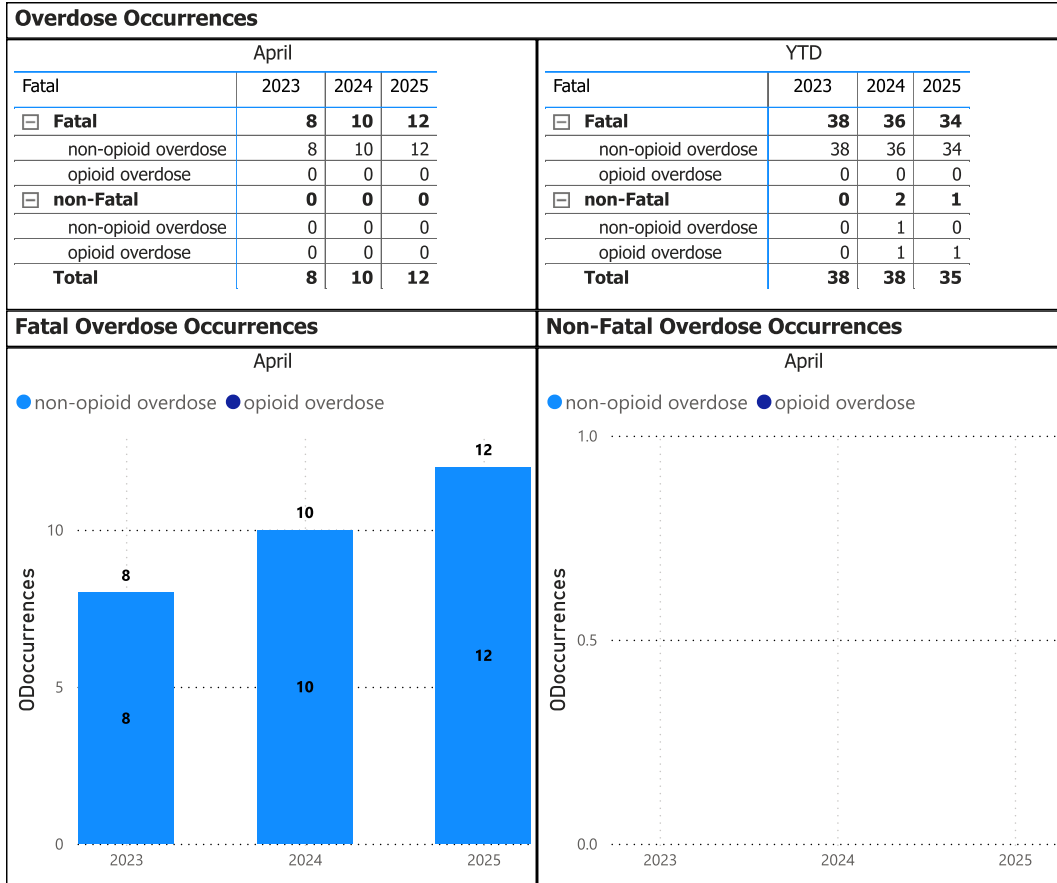 Overdose Occurrences
April
Fatal 2023 2024 2025
Fatal 8 10 12
non-opioid overdose 8 10 12
opioid overdose 0 0 0
non-Fatal 0 0 0
non-opioid overdose 0 0 0
opioid overdose 0 0 0
Total 8 10 12
YTD
Fatal 2023 2024 2025
Fatal 38 36 34
non-opioid overdose 38 36 34
opioid overdose 0 0 0
non-Fatal 0 2 1
non-opioid overdose 0 1 0
opioid overdose 0 1 1
Total 38 38 35
Fatal Overdose Occurrences
April
non-opioid overdose opioid overdose
12
10
10
8
ODoccurrences
12
5
10
8
0
2023 2024 2025
Non-Fatal Overdose Occurrences
April
non-opioid overdose opioid overdose
1.0
ODoccurrences
0.5
0.0
2023 2024 2025